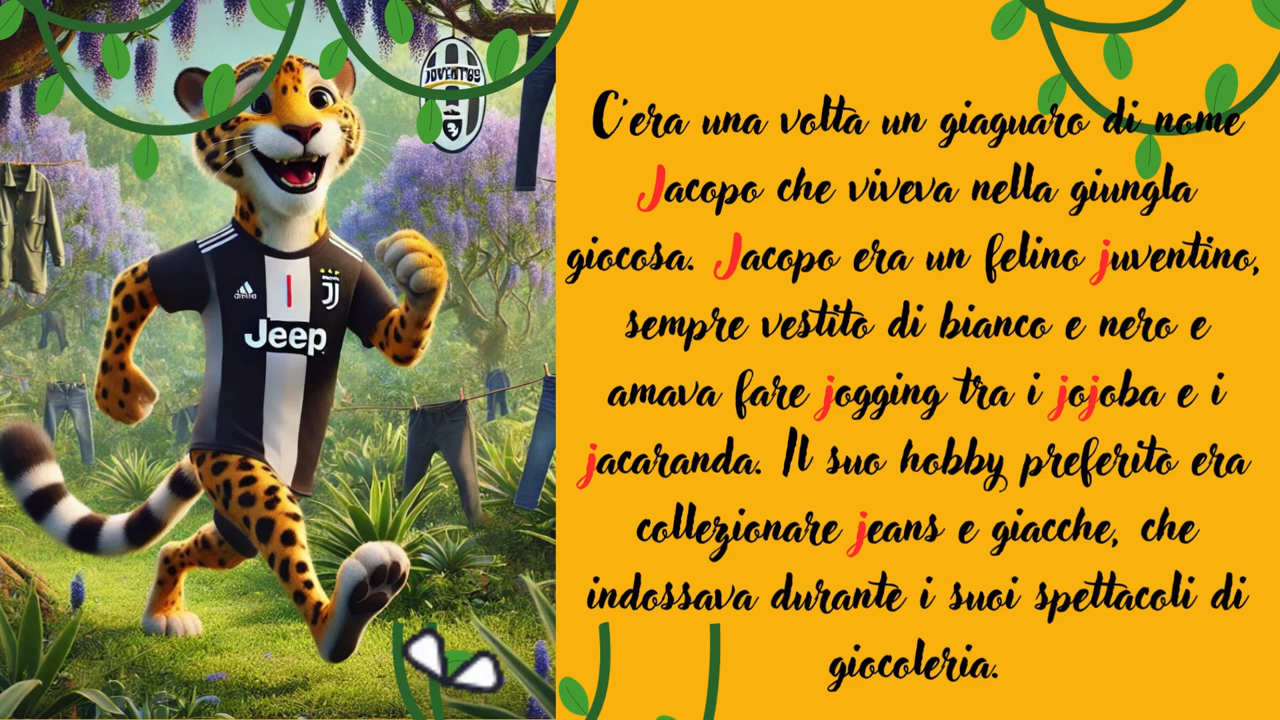 JOVENTJ99
Jeep
C'era una volta un giaguaro di nome
Jacopo che viveva nella giungla
giocosa. Jacopo era un felino juventino,
sempre vestito di bianco e nero e
amava fare jogging tra i jojoba e i
jacaranda. Il suo hobby preferito era
collezionare jeans e giacche, che
indossava durante i suoi spettacoli di
giocoleria.